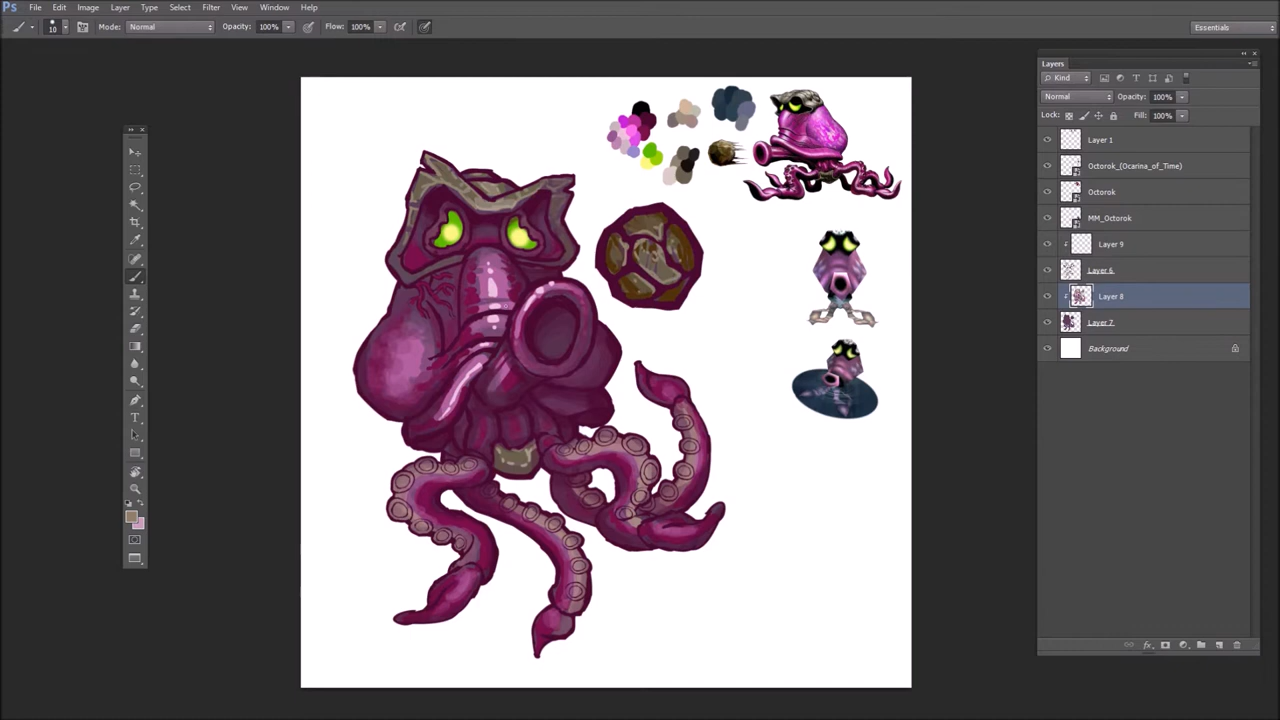 Ps File Edit Image Layer Type Select Filter View Window Help
10 Mode: Normal Opacity: 100% Flow: 100% Essentials
Layers
Kind
Normal Opacity: 100%
Lock: Fill: 100%
Layer 1
Octorok_(Ocarina_of_Time)
Octorok
MM_Octorok
Layer 9
Layer 6
Layer 8
Layer 7
Background
T
fx